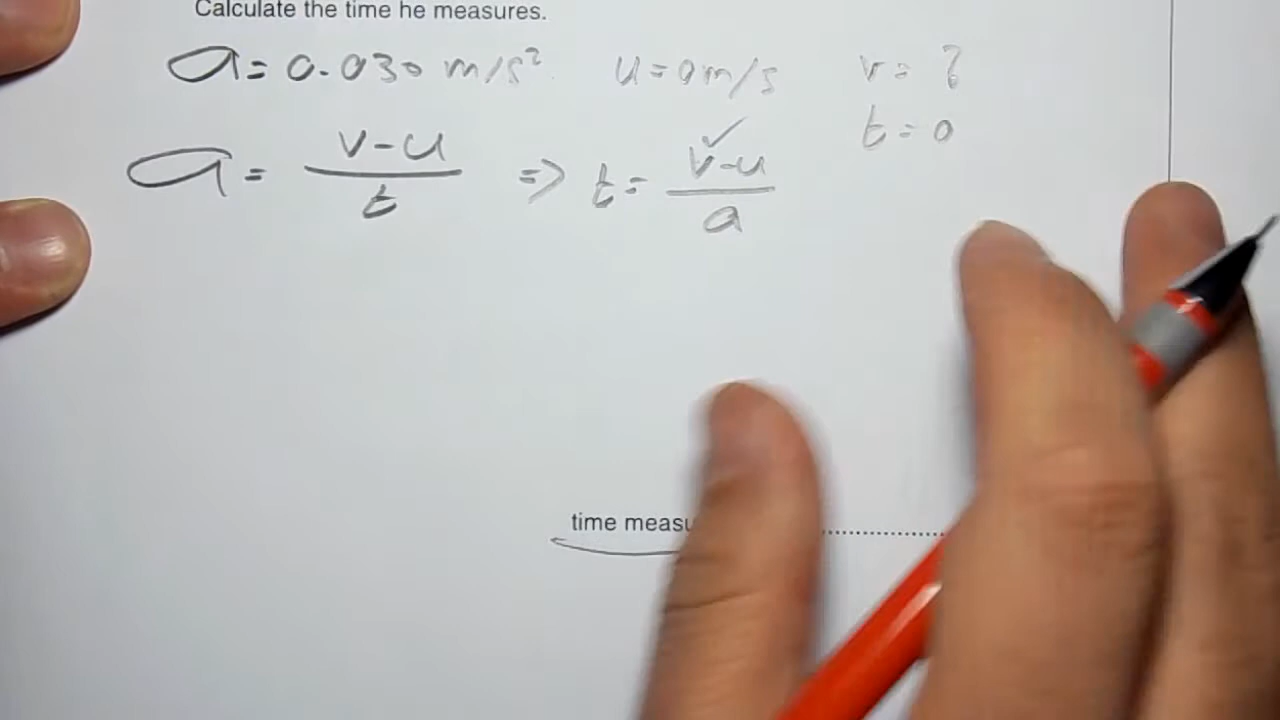 Calculate the time he measures.
a = 0.030 m/s² u = 0 m/s v = ?
t = 0
a = v-u / t => t = v-u / a ✓
time measu